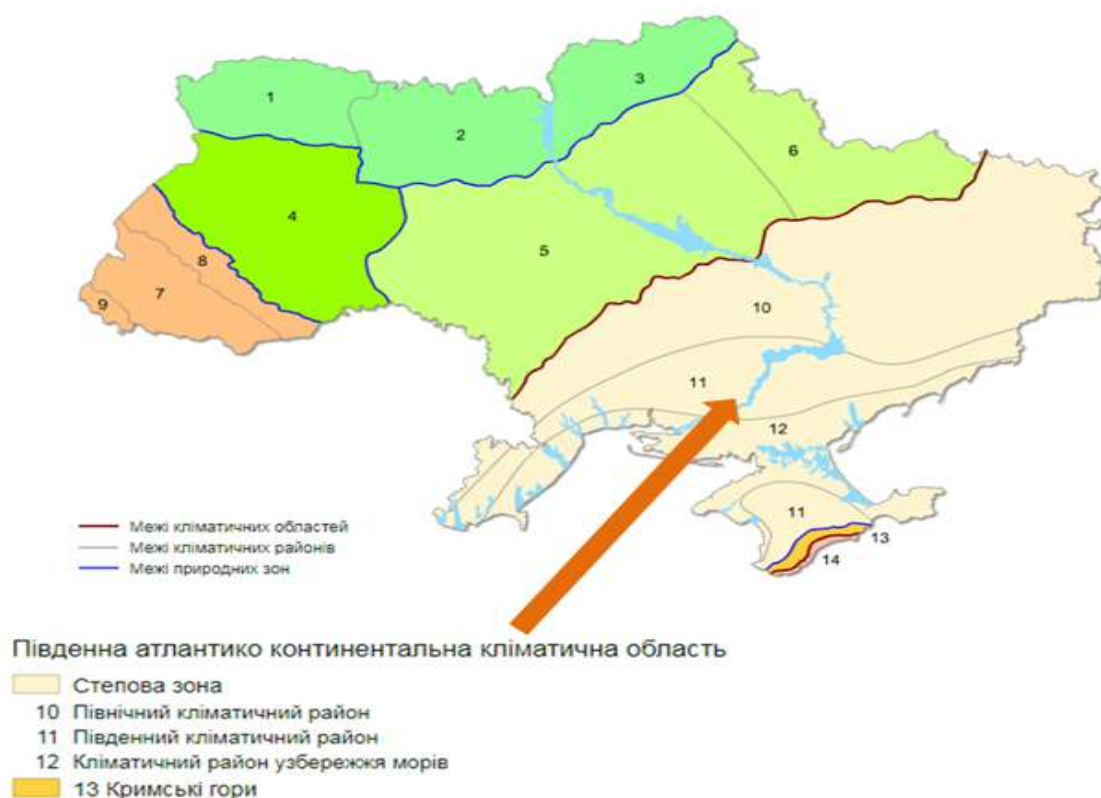 1
2
3
4
5
6
7
8
9
10
11
12
11
13
14
Межі кліматичних областей
Межі кліматичних районів
Межі природних зон
Південна атлантико континентальна кліматична область
Степова зона
10 Північний кліматичний район
11 Південний кліматичний район
12 Кліматичний район узбережжя морів
13 Кримські гори